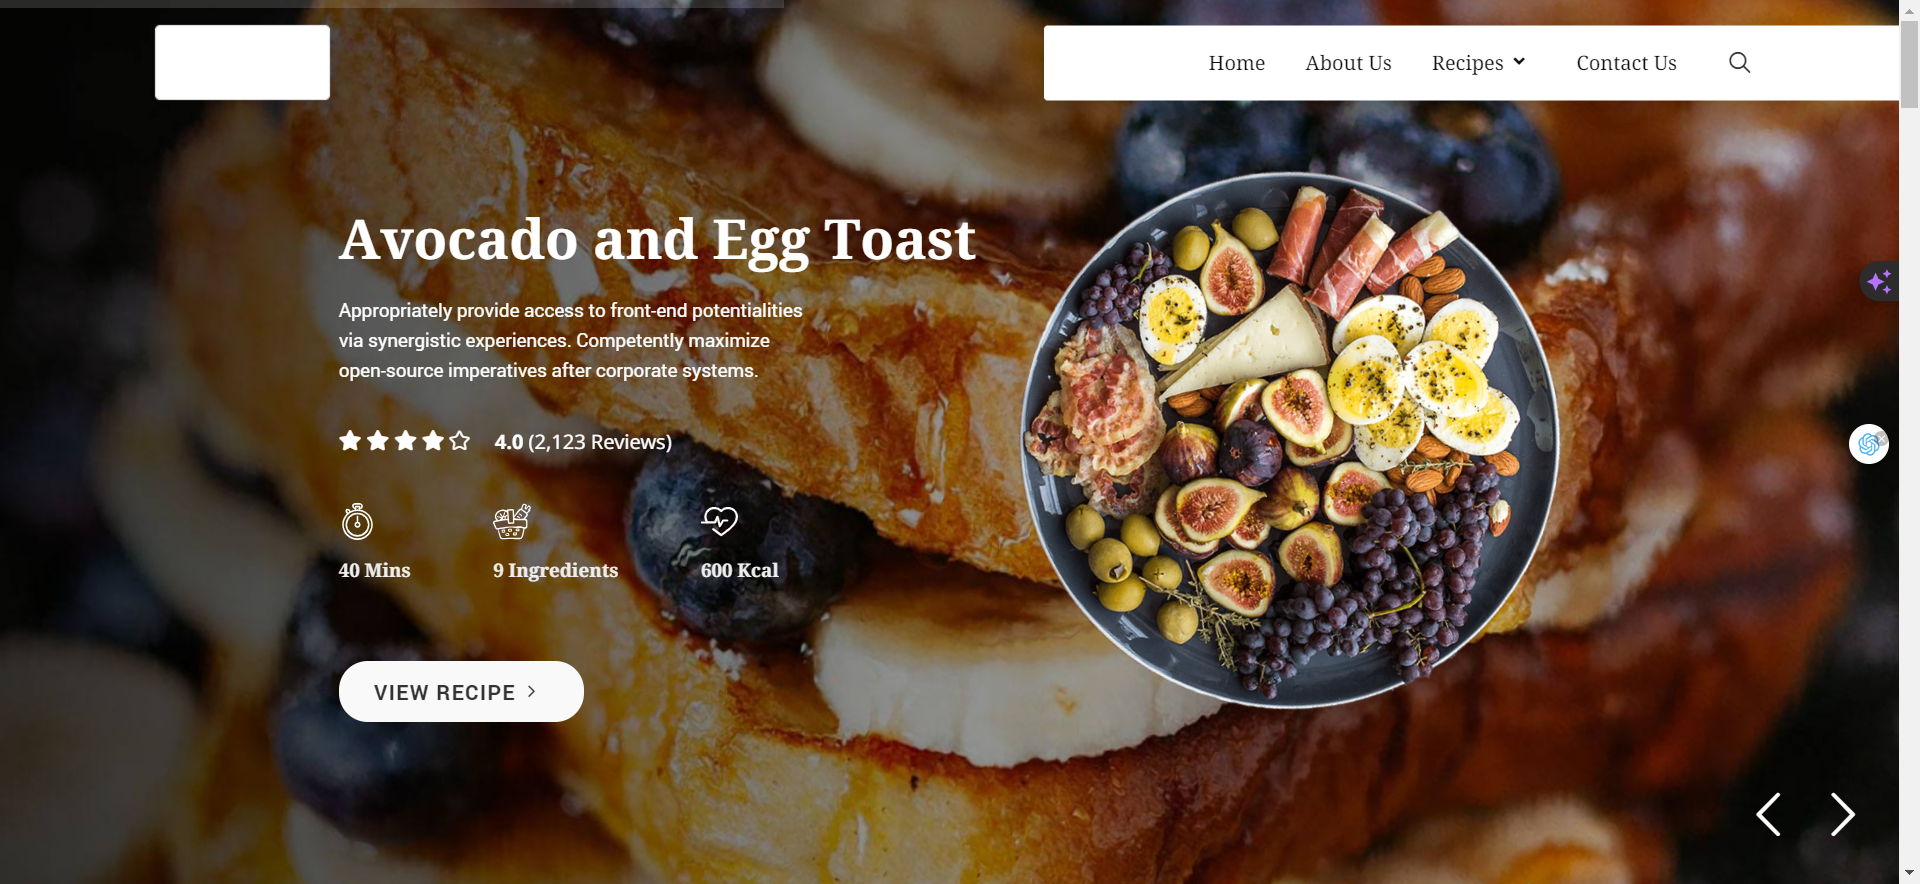 Home About Us Recipes Contact Us
Avocado and Egg Toast
Appropriately provide access to front-end potentialities
via synergistic experiences. Competently maximize
open-source imperatives after corporate systems.
4.0 (2,123 Reviews)
40 Mins 9 Ingredients 600 Kcal
VIEW RECIPE